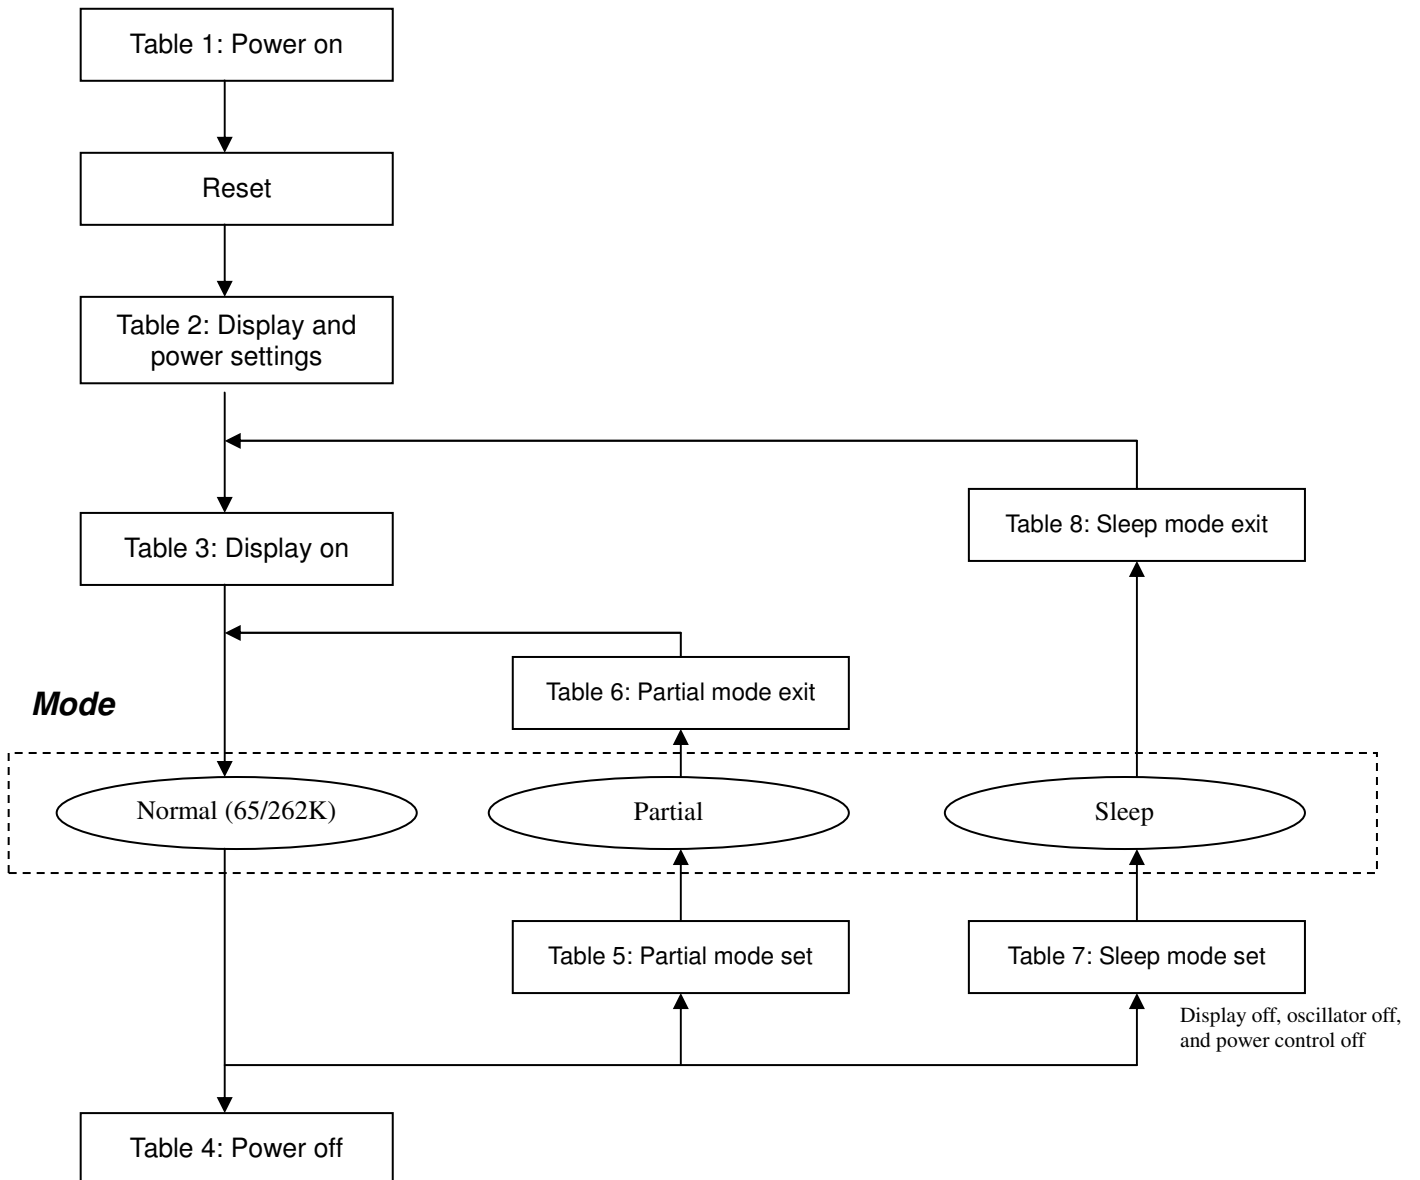 Table 1: Power on
Reset
Table 2: Display and
power settings
Table 8: Sleep mode exit
Table 3: Display on
Table 6: Partial mode exit
Mode
Normal (65/262K)
Partial
Sleep
Table 5: Partial mode set
Table 7: Sleep mode set
Display off, oscillator off,
and power control off
Table 4: Power off